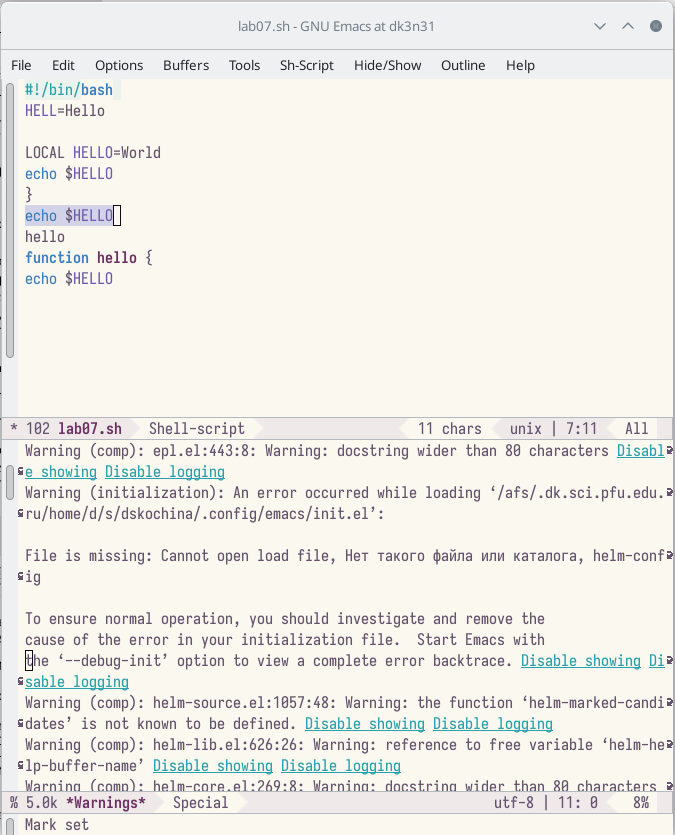 lab07.sh - GNU Emacs at dk3n31
File Edit Options Buffers Tools Sh-Script Hide/Show Outline Help
#!/bin/bash
HELL=Hello
LOCAL HELLO=World
echo $HELLO
}
echo $HELLO
hello
function hello {
echo $HELLO
* 102 lab07.sh Shell-script 11 chars unix | 7:11 All
Warning (comp): epl.el:443:8: Warning: docstring wider than 80 characters Disabl
e showing Disable logging
Warning (initialization): An error occurred while loading ‘/afs/.dk.sci.pfu.edu.
ru/home/d/s/dskochina/.config/emacs/init.el’:
File is missing: Cannot open load file, Нет такого файла или каталога, helm-conf
ig
To ensure normal operation, you should investigate and remove the
cause of the error in your initialization file.  Start Emacs with
the ‘--debug-init’ option to view a complete error backtrace. Disable showing Di
sable logging
Warning (comp): helm-source.el:1057:48: Warning: the function ‘helm-marked-candi
dates’ is not known to be defined. Disable showing Disable logging
Warning (comp): helm-lib.el:626:26: Warning: reference to free variable ‘helm-he
lp-buffer-name’ Disable showing Disable logging
Warning (comp): helm-core.el:269:8: Warning: docstring wider than 80 characters
% 5.0k *Warnings* Special utf-8 | 11: 0 8%
Mark set